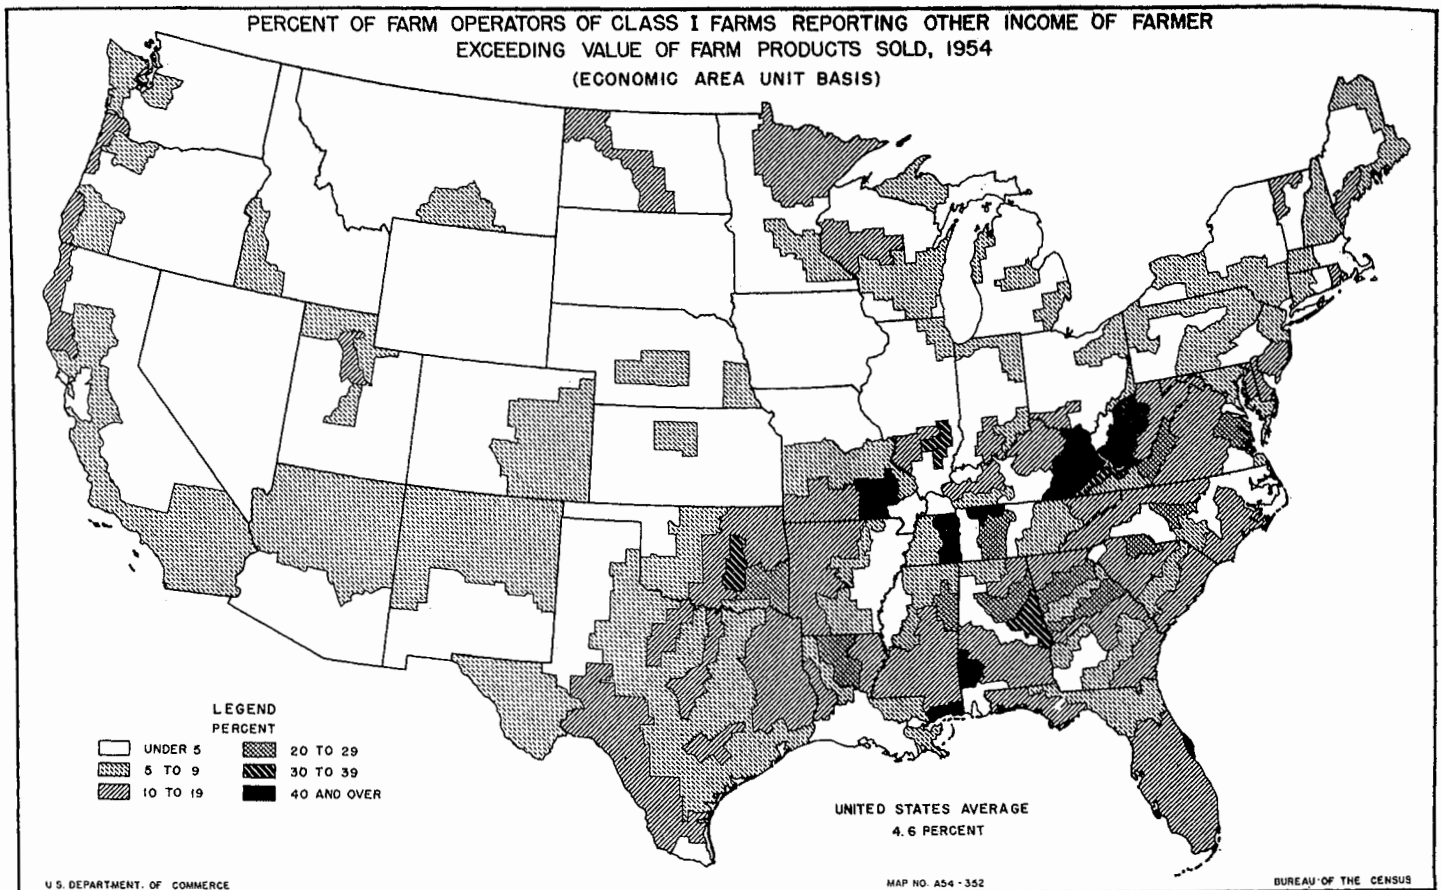 PERCENT OF FARM OPERATORS OF CLASS I FARMS REPORTING OTHER INCOME OF FARMER
EXCEEDING VALUE OF FARM PRODUCTS SOLD, 1954
(ECONOMIC AREA UNIT BASIS)
LEGEND
PERCENT
UNDER 5
5 TO 9
10 TO 19
20 TO 29
30 TO 39
40 AND OVER
UNITED STATES AVERAGE
4.6 PERCENT
U S. DEPARTMENT. OF COMMERCE
MAP NO. A54-352
BUREAU OF THE CENSUS